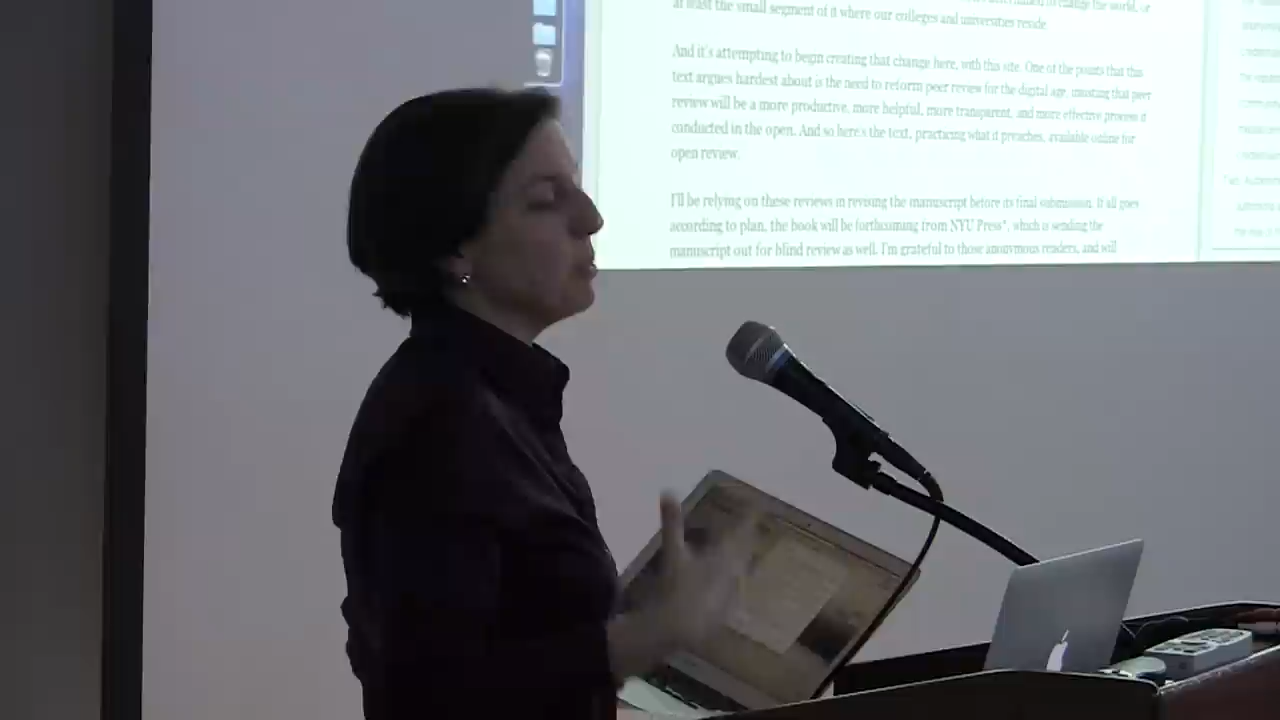 to change the world, or
at least the small segment of it where our colleges and universities reside.
And it's attempting to begin creating that change here, with this site. One of the points that this
text argues hardest about is the need to reform peer review for the digital age, insisting that peer
review will be a more productive, more helpful, more transparent, and more effective process if
conducted in the open. And so here's the text, practicing what it preaches, available online for
open review.
I'll be relying on these reviews in revising the manuscript before its final submission. If all goes
according to plan, the book will be forthcoming from NYU Press*, which is sending the
manuscript out for blind review as well. I'm grateful to those anonymous readers, and will